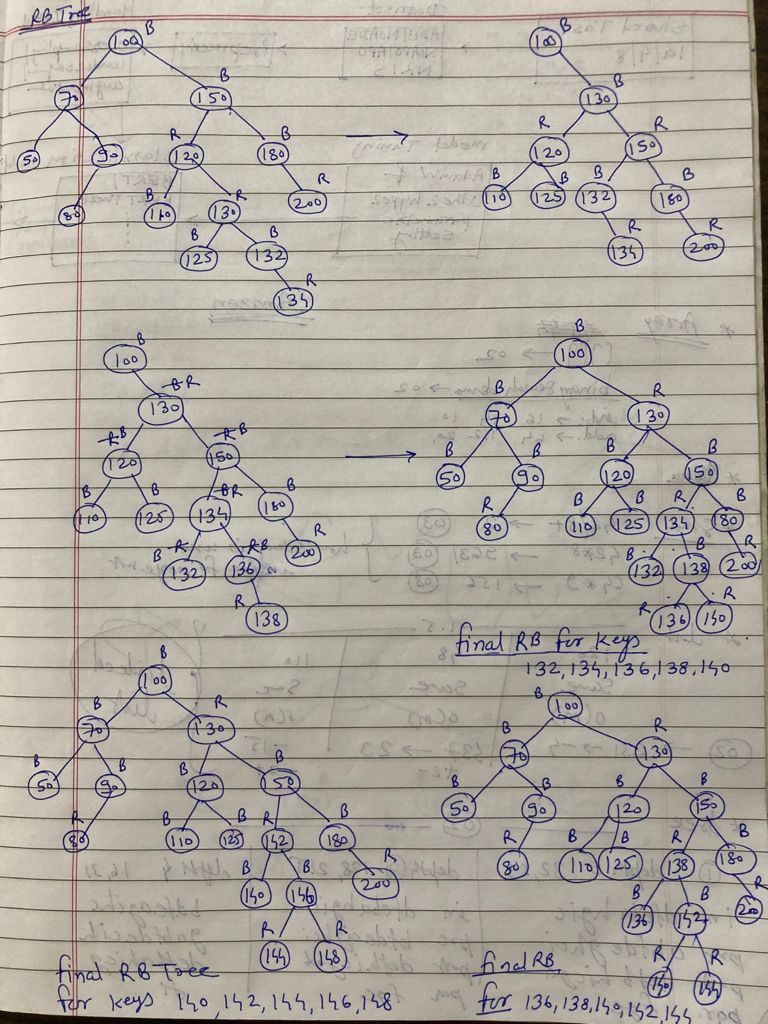 RB Tree
B
100
B
70 150
R B
50 90 120 180
B R R
80 110 130 200
B B
125 132
R
134
B
100
B
130
R R
120 150
B B B B
110 125 132 180
R R
134 200
B
100
B R
130
R B R B
120 150
B B B R B
110 125 134 180
B R R B R
132 136 200
R
138
B
100
B R
70 130
B B B B
50 90 120 150
R B B R B
80 110 125 134 180
B B R
132 138 200
R R
136 140
final RB for keys
132, 134, 136, 138, 140
B
100
B R
70 130
B B B B
50 90 120 150
R B B R B
80 110 125 142 180
B B R
140 146 200
R R
144 148
final RB Tree
for keys 140, 142, 144, 146, 148
B
100
B R
70 130
B B B B
50 90 120 150
R B B R B
80 110 125 138 180
B B R
136 142 200
R R
140 144
final RB
for 136, 138, 140, 142, 144